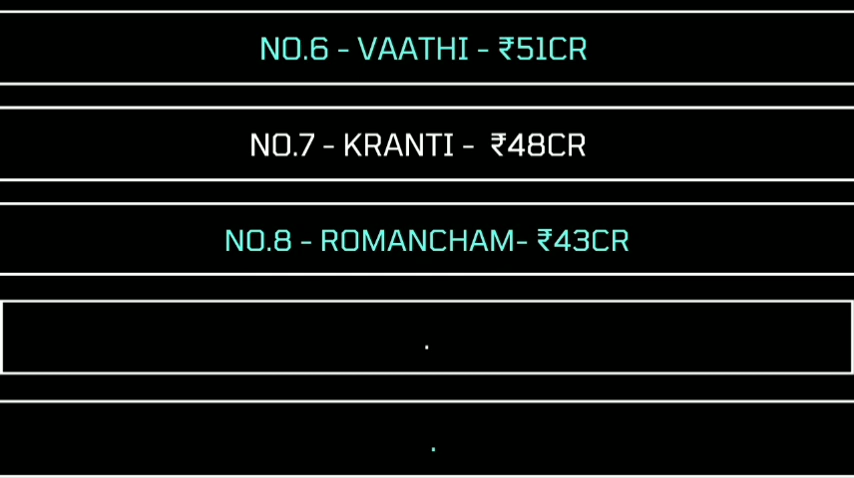 NO.6 - VAATHI - ₹51CR
NO.7 - KRANTI - ₹48CR
NO.8 - ROMANCHAM- ₹43CR
.
.